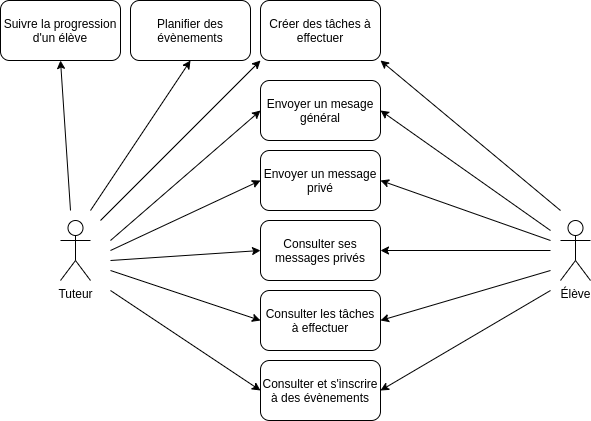 Suivre la progression
d'un élève
Planifier des
évènements
Créer des tâches à
effectuer
Envoyer un mesage
général
Envoyer un message
privé
Consulter ses
messages privés
Tuteur
Élève
Consulter les tâches
à effectuer
Consulter et s'inscrire
à des évènements